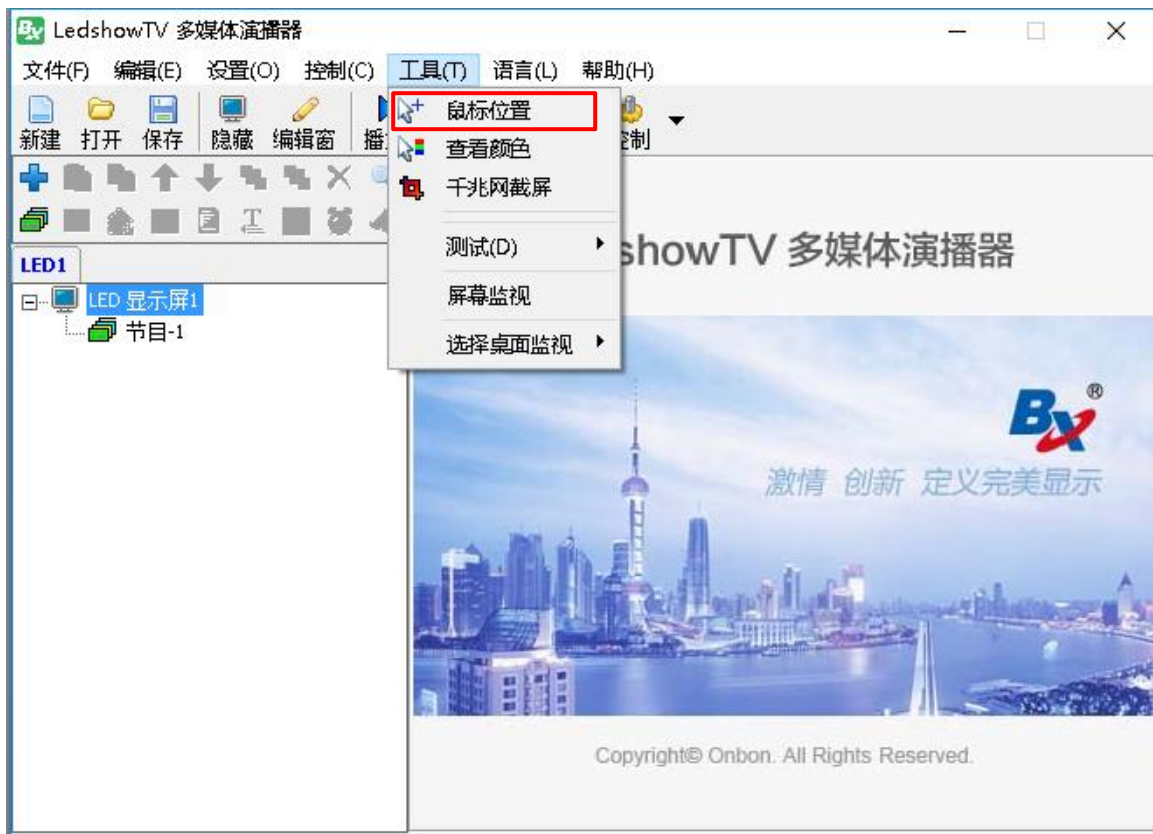 LedshowTV 多媒体演播器
文件(F) 编辑(E) 设置(O) 控制(C) 工具(T) 语言(L) 帮助(H)
新建 打开 保存 隐藏 编辑窗 播 制
鼠标位置
查看颜色
千兆网截屏
测试(D)
屏幕监视
选择桌面监视
LED1
LED 显示屏1
节目-1
showTV 多媒体演播器
BX®
激情 创新 定义完美显示
Copyright© Onbon. All Rights Reserved.